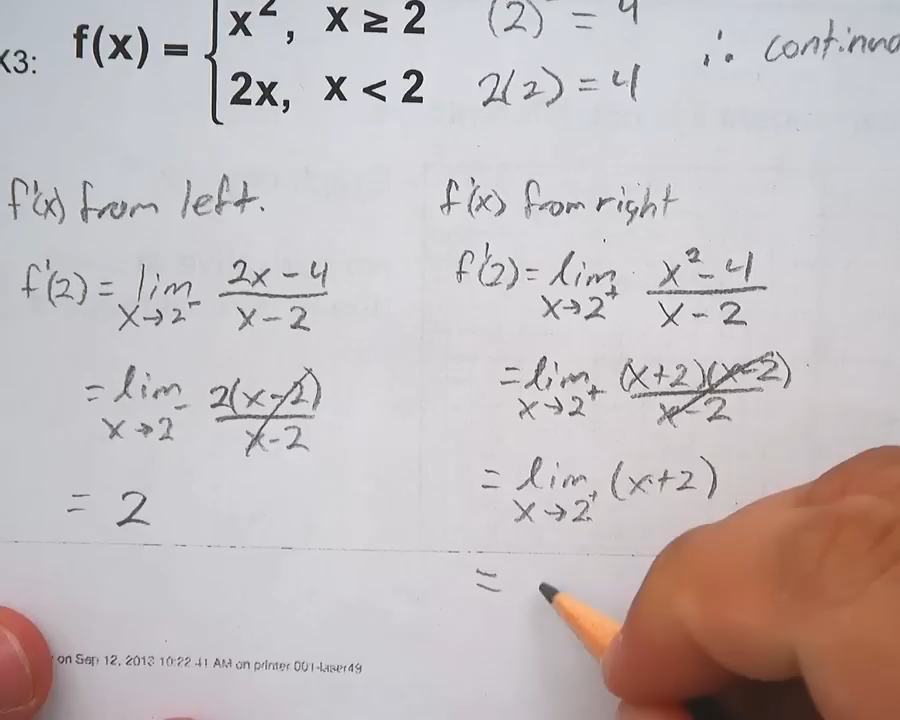 x², x ≥ 2 (2) = 4
X3: f(x) = { ∴
2x, x < 2 2(2) = 4
f'(x) from left.
f'(2) = lim x→2⁻ (2x - 4)/(x - 2)
= lim x→2⁻ 2(x-2)/(x-2)
= 2
f'(x) from right
f'(2) = lim x→2⁺ (x² - 4)/(x - 2)
= lim x→2⁺ (x+2)(x-2)/(x-2)
= lim x→2⁺ (x+2)
=
on Sep 12, 2013 10:22:41 AM on printer 001-laser49